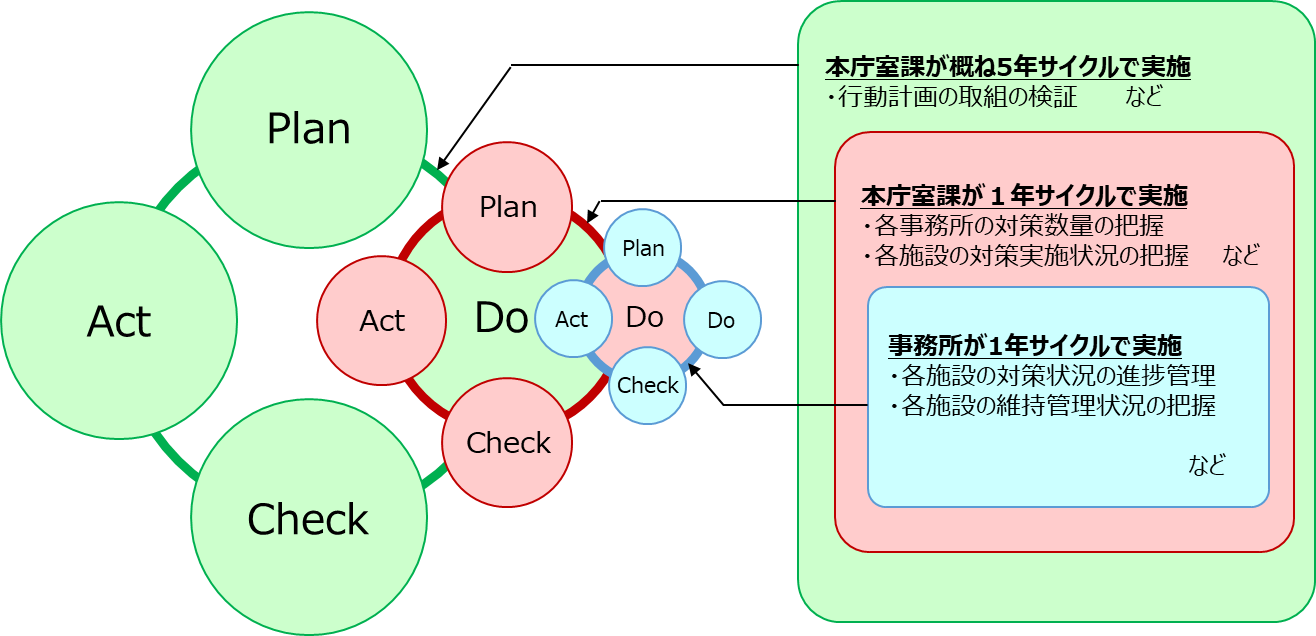 Plan
Act
Check
Do
Plan
Act
Check
Do
Plan
Act
Do
Check
本庁室課が概ね5年サイクルで実施
・行動計画の取組の検証　　など
本庁室課が１年サイクルで実施
・各事務所の対策数量の把握
・各施設の対策実施状況の把握　など
事務所が1年サイクルで実施
・各施設の対策状況の進捗管理
・各施設の維持管理状況の把握
など